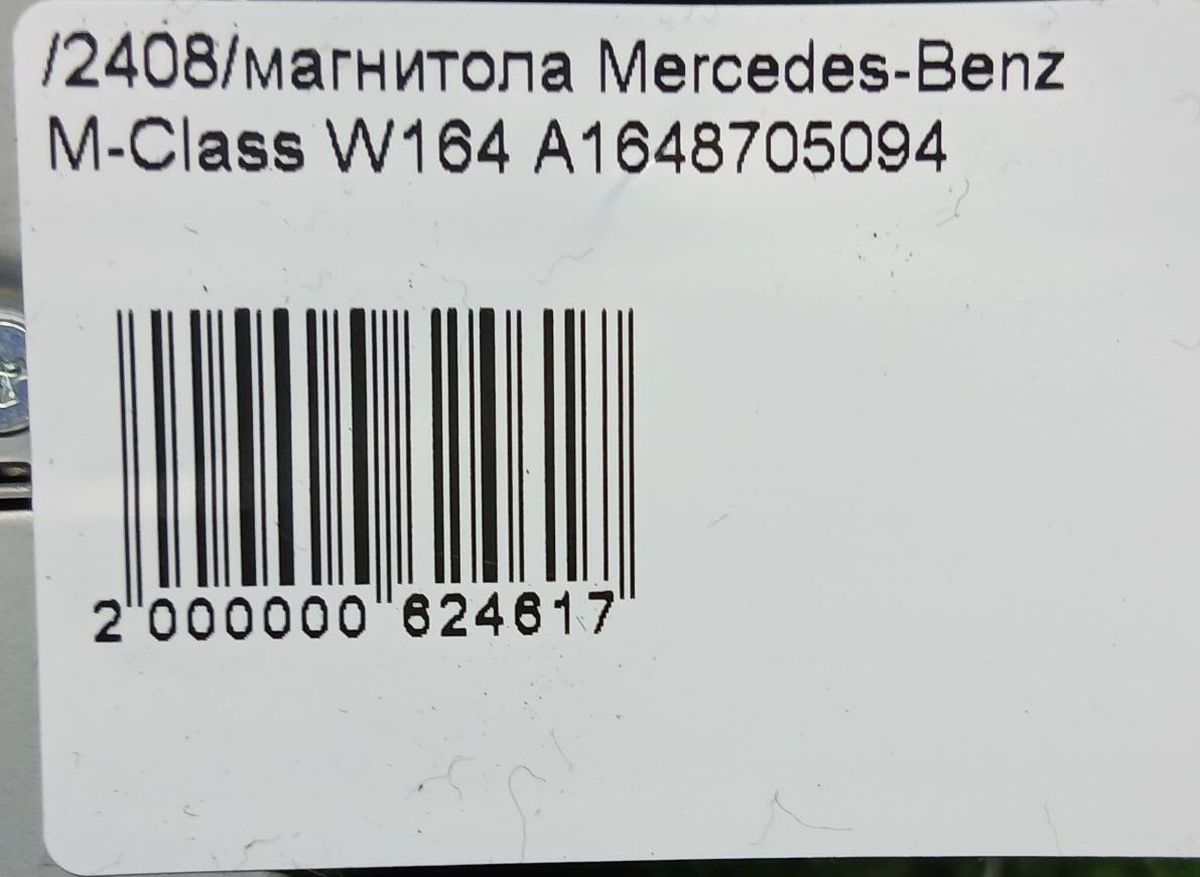 /2408/магнитола Mercedes-Benz
M-Class W164 A1648705094
2 000000 624617